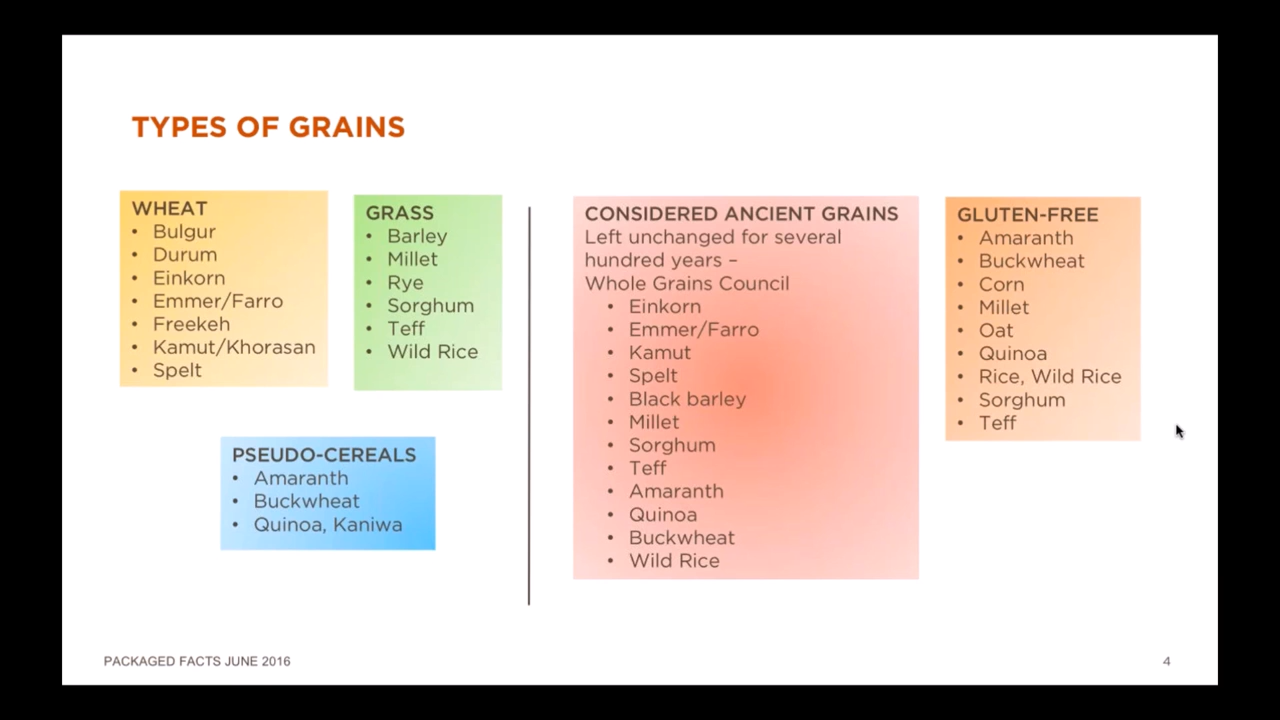 TYPES OF GRAINS
WHEAT
• Bulgur
• Durum
• Einkorn
• Emmer/Farro
• Freekeh
• Kamut/Khorasan
• Spelt
GRASS
• Barley
• Millet
• Rye
• Sorghum
• Teff
• Wild Rice
PSEUDO-CEREALS
• Amaranth
• Buckwheat
• Quinoa, Kaniwa
CONSIDERED ANCIENT GRAINS
Left unchanged for several
hundred years –
Whole Grains Council
• Einkorn
• Emmer/Farro
• Kamut
• Spelt
• Black barley
• Millet
• Sorghum
• Teff
• Amaranth
• Quinoa
• Buckwheat
• Wild Rice
GLUTEN-FREE
• Amaranth
• Buckwheat
• Corn
• Millet
• Oat
• Quinoa
• Rice, Wild Rice
• Sorghum
• Teff
PACKAGED FACTS JUNE 2016
4